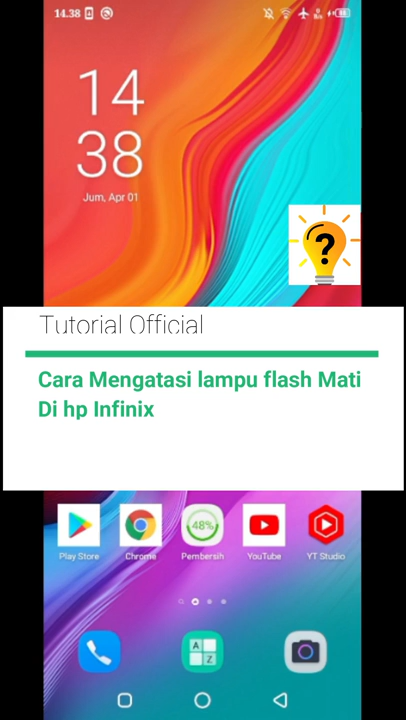 14.38
14
38
Jum, Apr 01
?
Tutorial Official
Cara Mengatasi lampu flash Mati
Di hp Infinix
48%
Play Store
Chrome
Pembersih
YouTube
YT Studio
A
Z